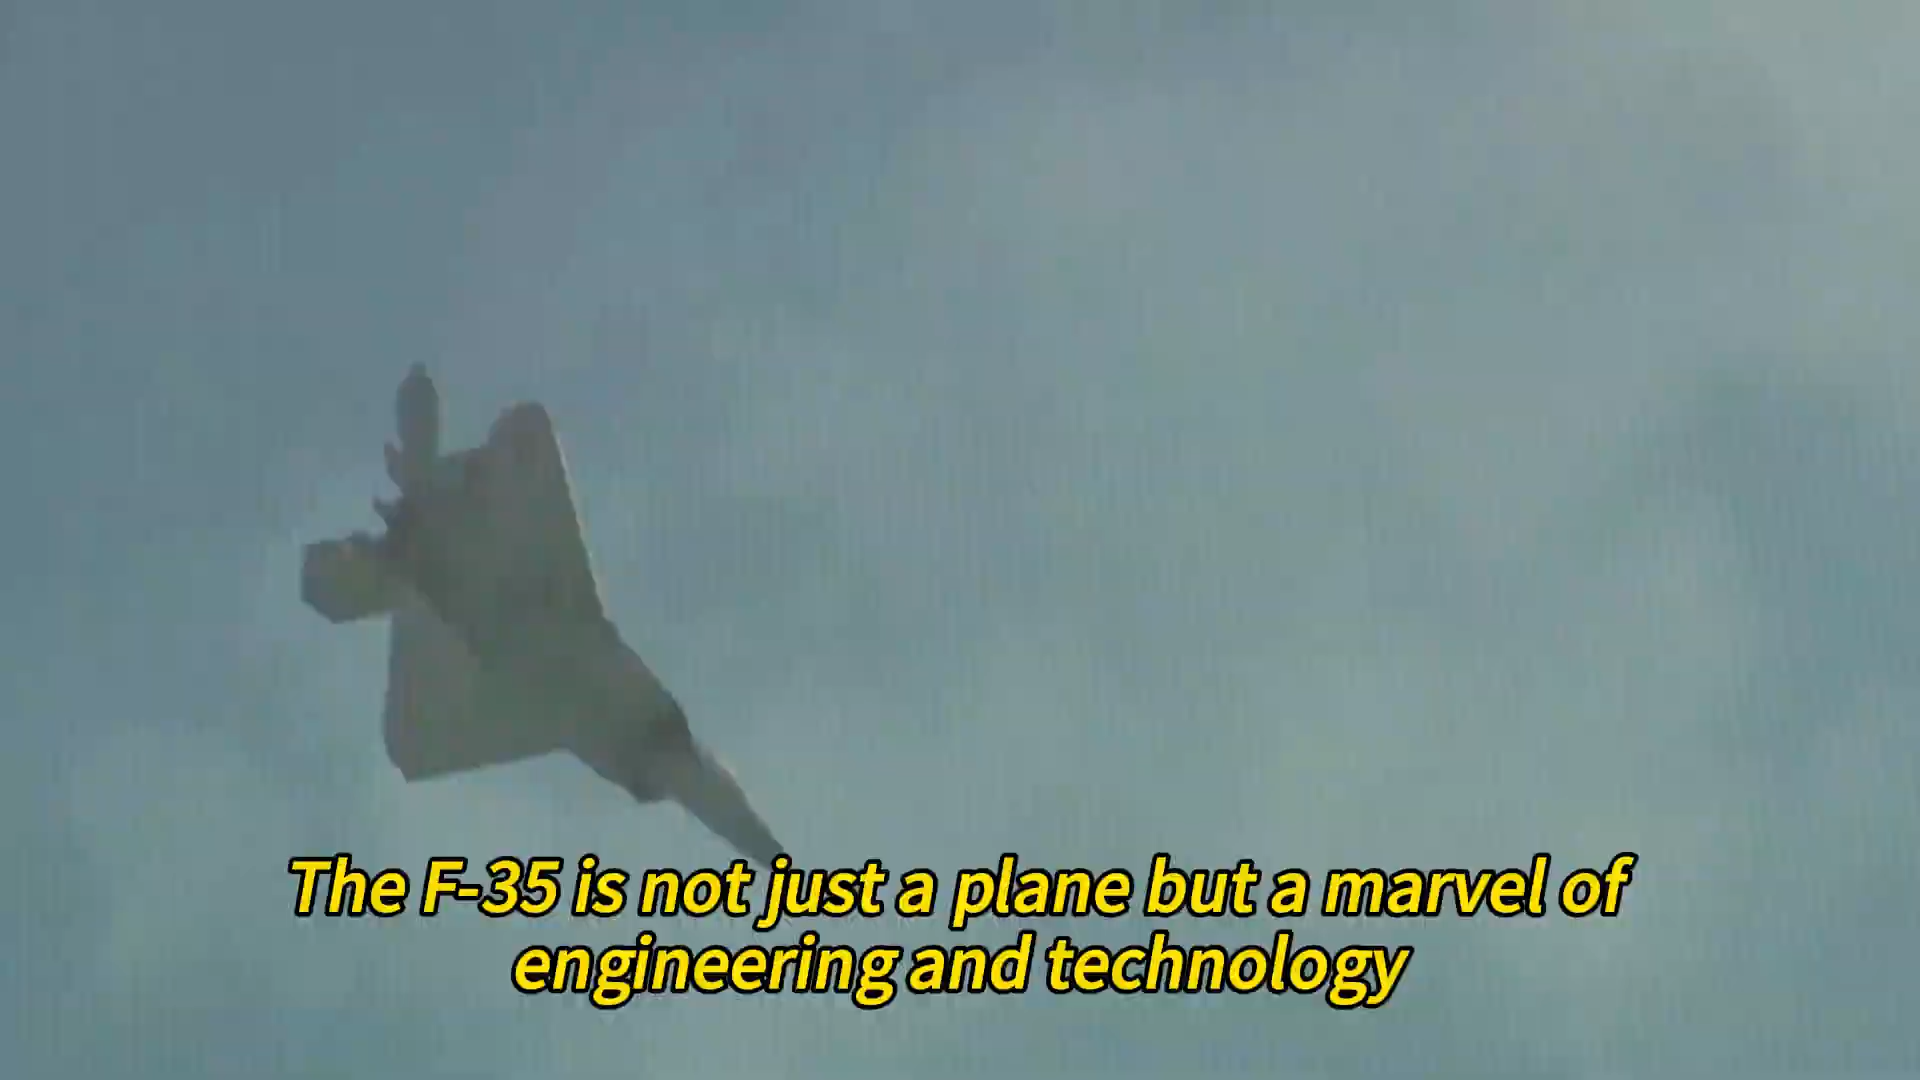 The F-35 is not just a plane but a marvel of
engineering and technology